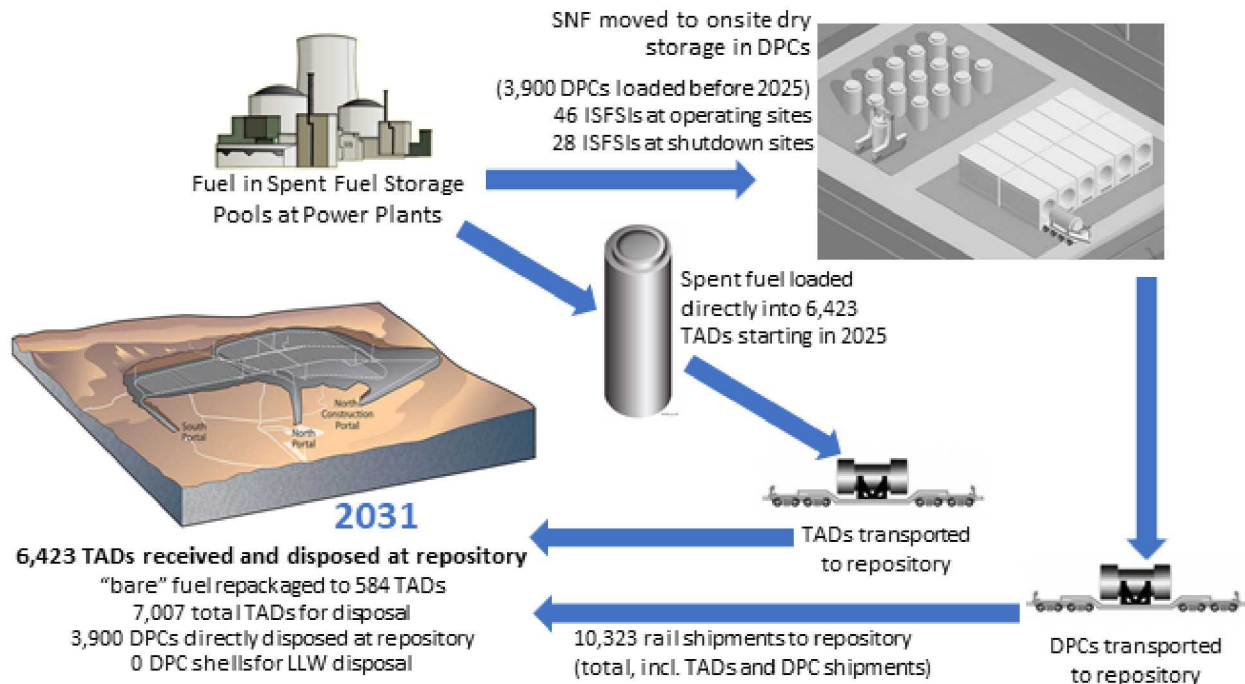 SNF moved to onsite dry
storage in DPCs
(3,900 DPCs loaded before 2025)
46 ISFSIs at operating sites
28 ISFSIs at shutdown sites
Fuel in Spent Fuel Storage
Pools at Power Plants
Spent fuel loaded
directly into 6,423
TADs starting in 2025
South
Portal
North
Portal
North
Construction
Portal
2031
6,423 TADs received and disposed at repository
“bare” fuel repackaged to 584 TADs
7,007 total TADs for disposal
3,900 DPCs directly disposed at repository
0 DPC shells for LLW disposal
TADs transported
to repository
10,323 rail shipments to repository
(total, incl. TADs and DPC shipments)
DPCs transported
to repository